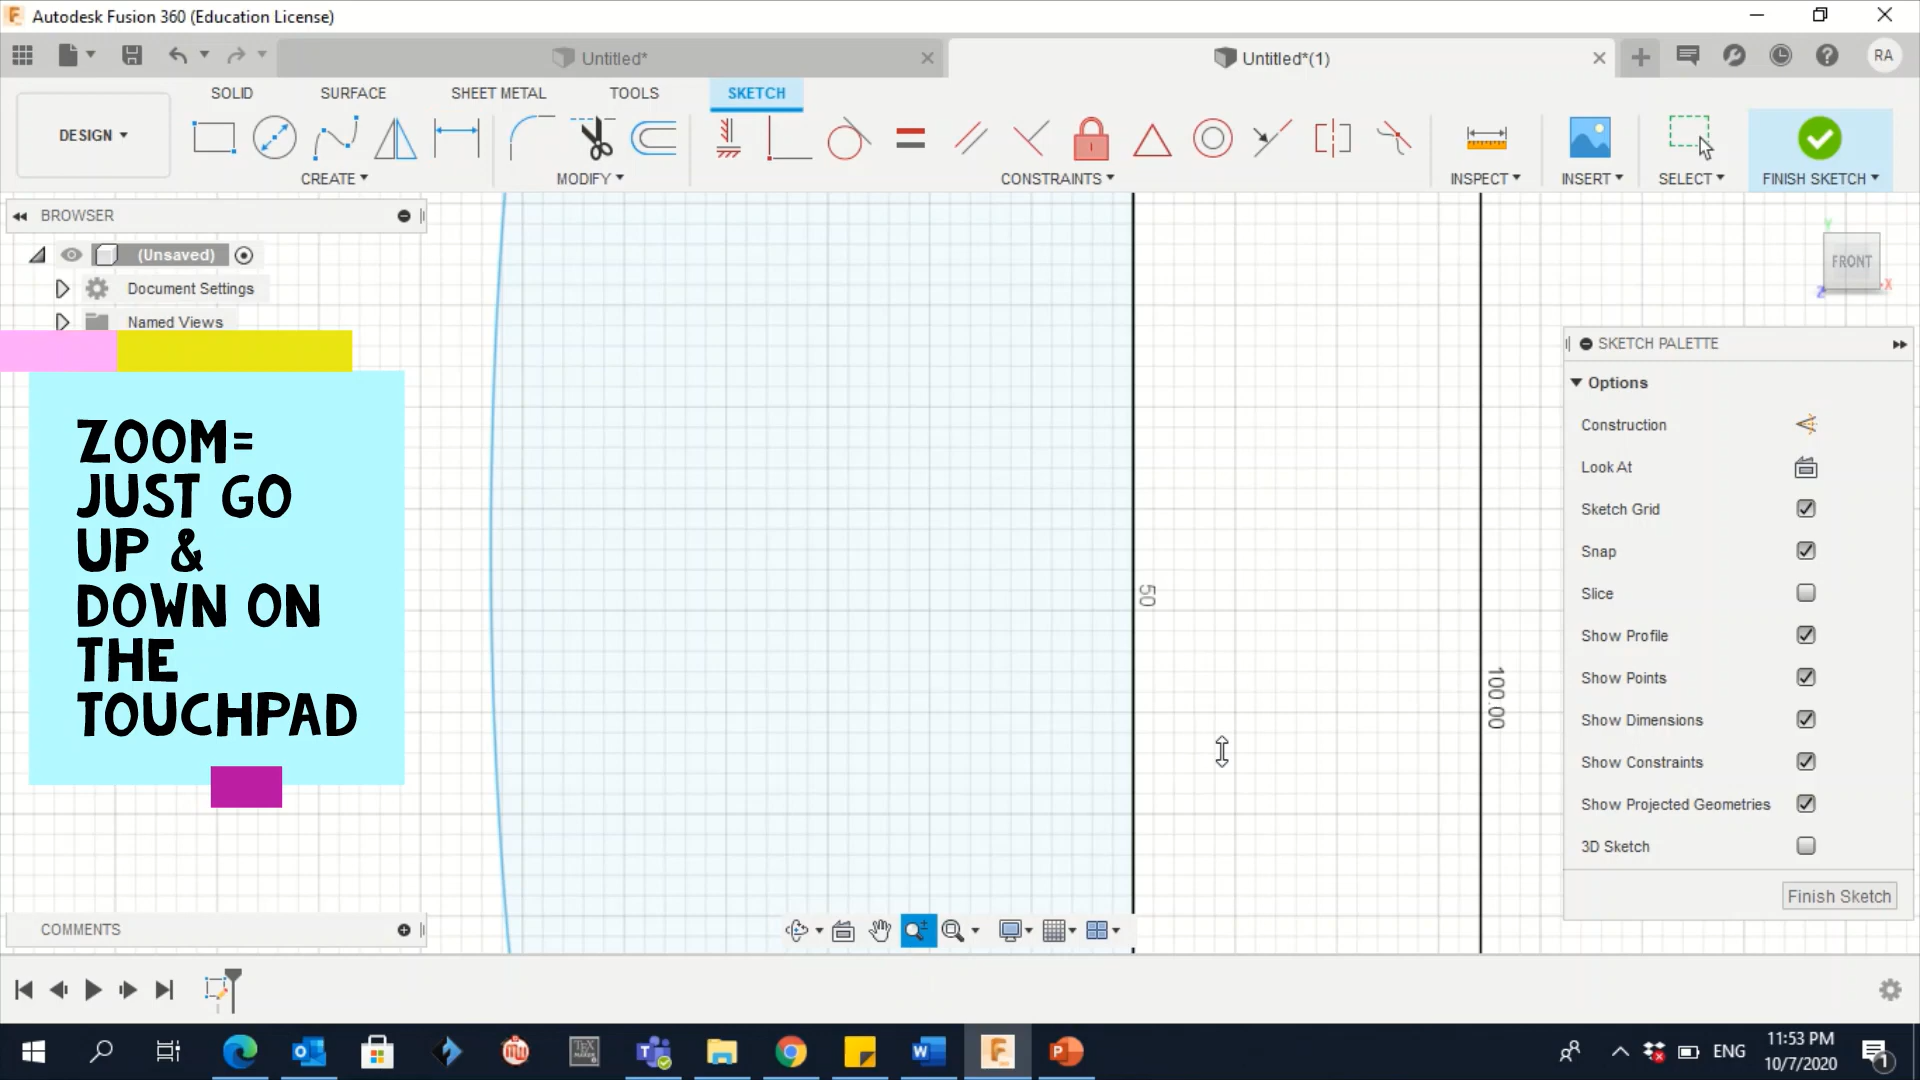 Autodesk Fusion 360 (Education License)
Untitled*
Untitled*(1)
RA
SOLID
SURFACE
SHEET METAL
TOOLS
SKETCH
DESIGN
CREATE
MODIFY
CONSTRAINTS
INSPECT
INSERT
SELECT
FINISH SKETCH
BROWSER
(Unsaved)
Document Settings
Named Views
ZOOM=
JUST GO
UP &
DOWN ON
THE
TOUCHPAD
50
100.00
Y
FRONT
X
Z
SKETCH PALETTE
Options
Construction
Look At
Sketch Grid
Snap
Slice
Show Profile
Show Points
Show Dimensions
Show Constraints
Show Projected Geometries
3D Sketch
Finish Sketch
COMMENTS
ENG
11:53 PM
10/7/2020
1